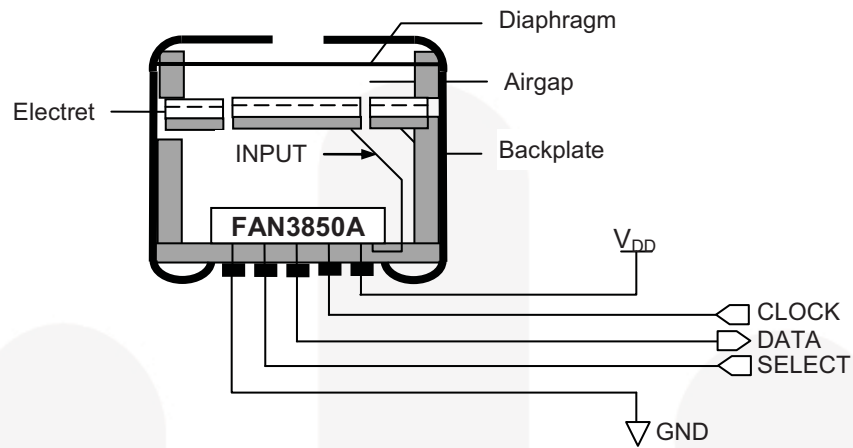 Diaphragm
Airgap
Electret
INPUT
Backplate
FAN3850A
VDD
CLOCK
DATA
SELECT
GND